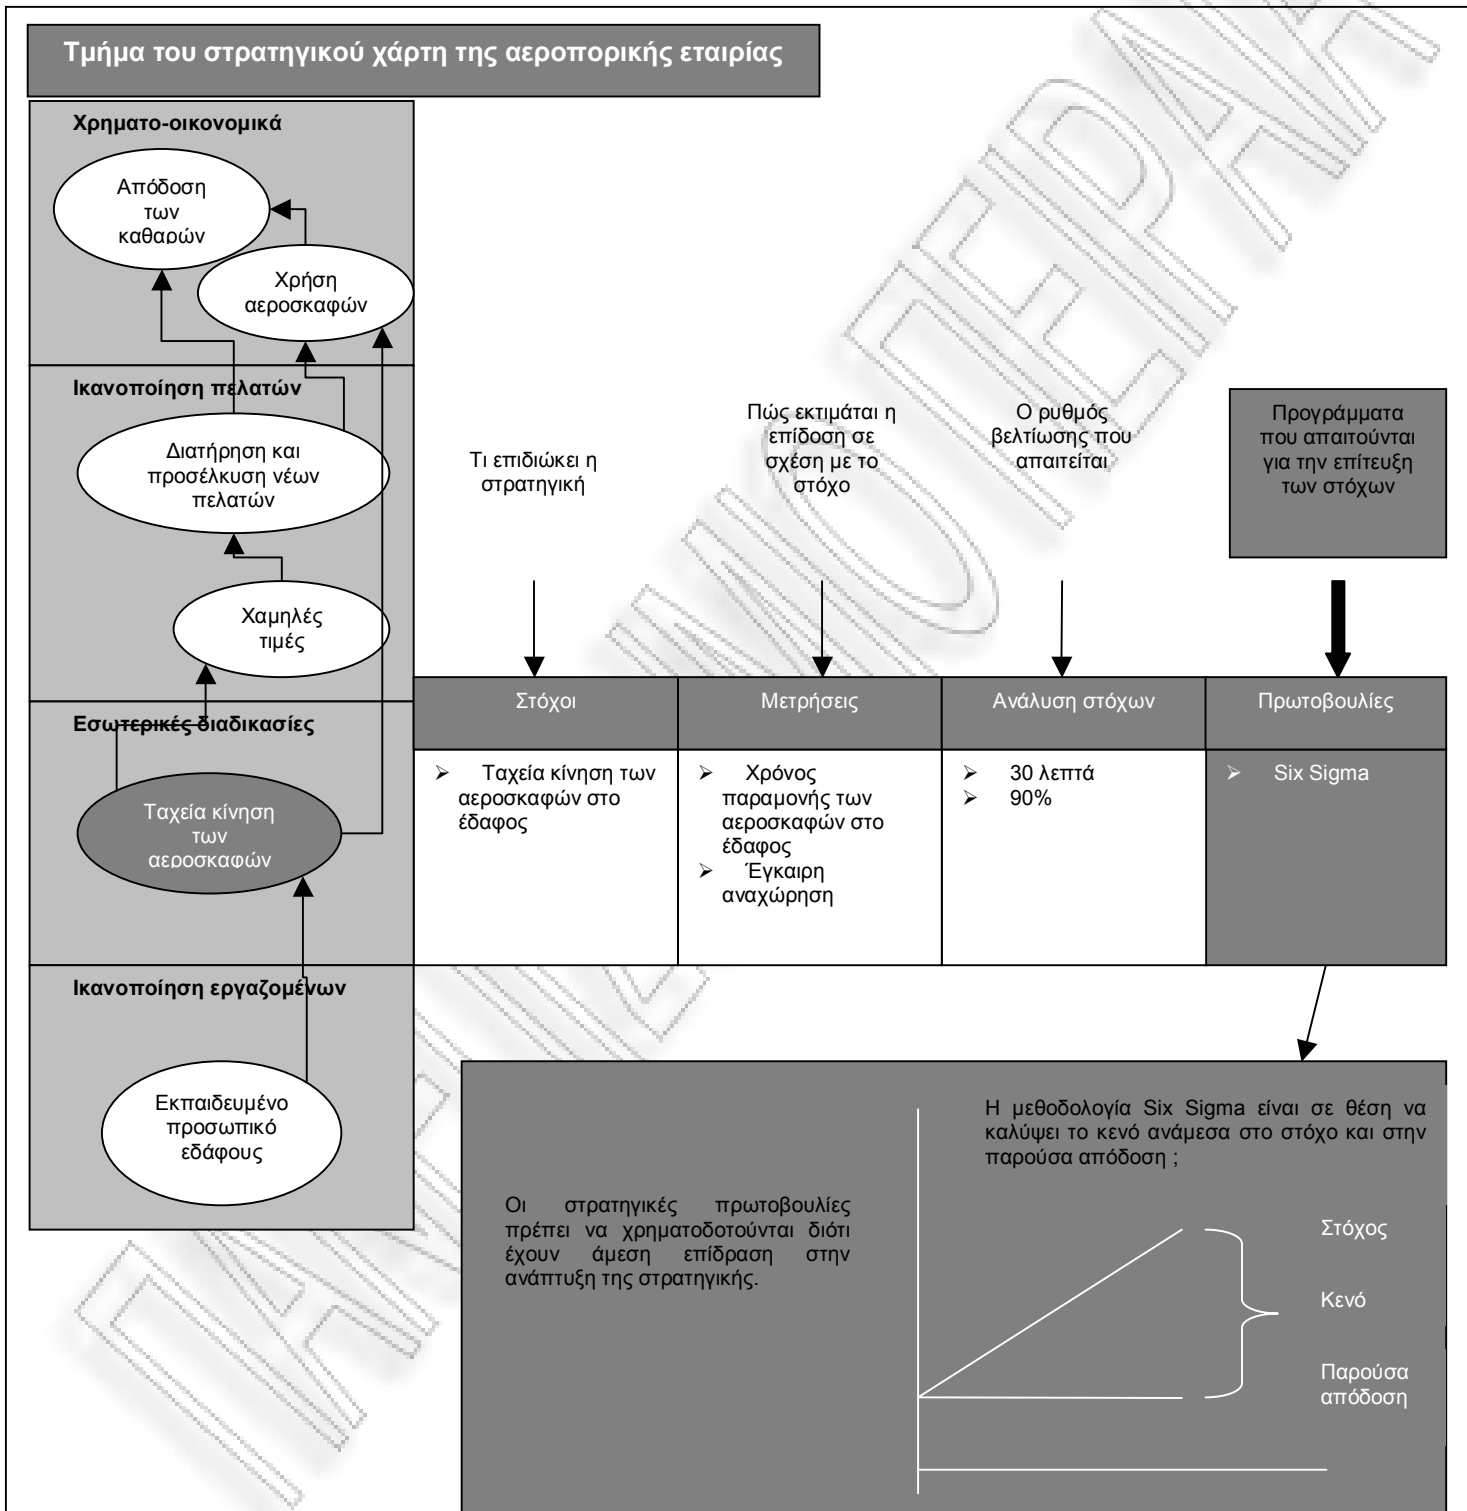 Τμήμα του στρατηγικού χάρτη της αεροπορικής εταιρίας
Χρηματο-οικονομικά
Απόδοση
των
καθαρών
Χρήση
αεροσκαφών
Ικανοποίηση πελατών
Διατήρηση και
προσέλκυση νέων
πελατών
Χαμηλές
τιμές
Τι επιδιώκει η
στρατηγική
Πώς εκτιμάται η
επίδοση σε
σχέση με το
στόχο
Ο ρυθμός
βελτίωσης που
απαιτείται
Προγράμματα
που απαιτούνται
για την επίτευξη
των στόχων
Εσωτερικές διαδικασίες
Ταχεία κίνηση
των
αεροσκαφών
Στόχοι
Μετρήσεις
Ανάλυση στόχων
Πρωτοβουλίες
➢ Ταχεία κίνηση των
αεροσκαφών στο
έδαφος
➢ Χρόνος
παραμονής των
αεροσκαφών στο
έδαφος
➢ Έγκαιρη
αναχώρηση
➢ 30 λεπτά
➢ 90%
➢ Six Sigma
Ικανοποίηση εργαζομένων
Εκπαιδευμένο
προσωπικό
εδάφους
Οι στρατηγικές πρωτοβουλίες
πρέπει να χρηματοδοτούνται διότι
έχουν άμεση επίδραση στην
ανάπτυξη της στρατηγικής.
Η μεθοδολογία Six Sigma είναι σε θέση να
καλύψει το κενό ανάμεσα στο στόχο και στην
παρούσα απόδοση ;
Στόχος
Κενό
Παρούσα
απόδοση